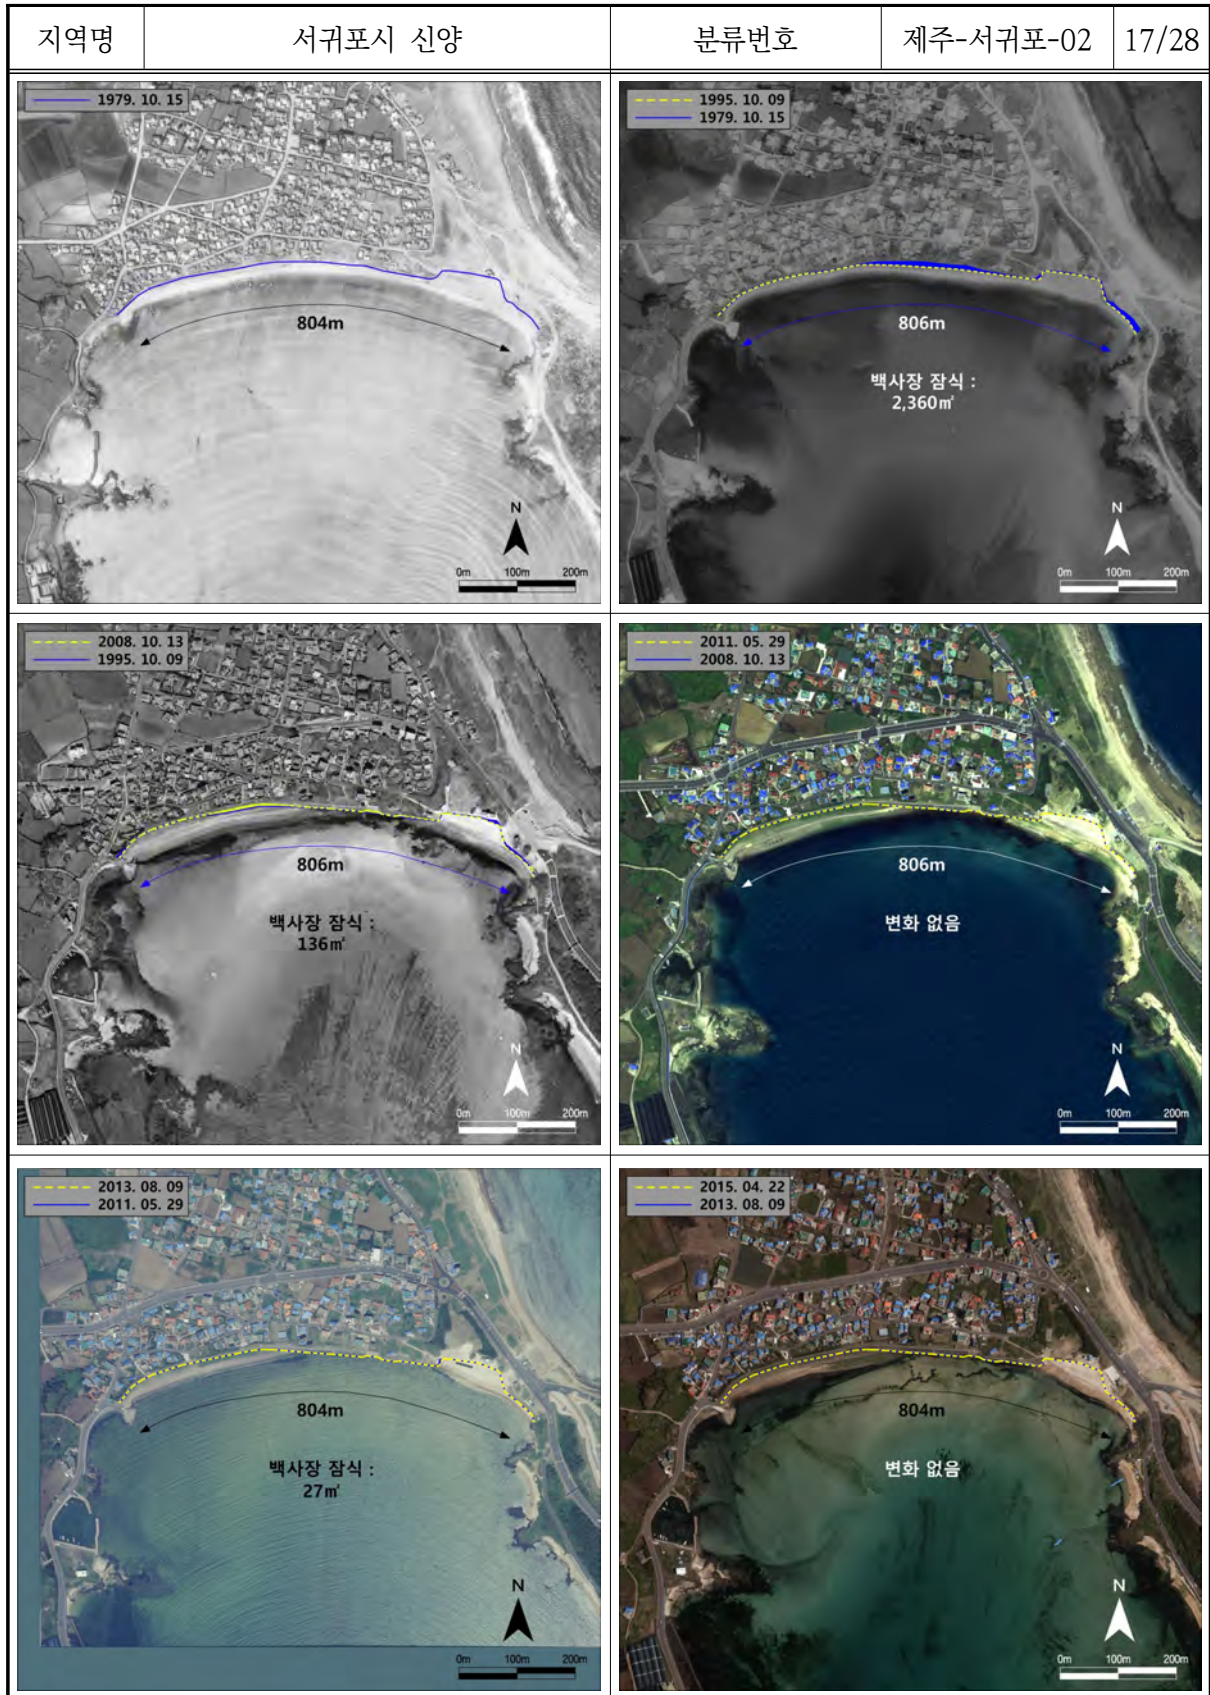 지역명 서귀포시 신양 분류번호 제주-서귀포-02 17/28
1979. 10. 15
804m
N
0m 100m 200m
1995. 10. 09
1979. 10. 15
806m
백사장 잠식 :
2,360㎡
N
0m 100m 200m
2008. 10. 13
1995. 10. 09
806m
백사장 잠식 :
136㎡
N
0m 100m 200m
2011. 05. 29
2008. 10. 13
806m
변화 없음
N
0m 100m 200m
2013. 08. 09
2011. 05. 29
804m
백사장 잠식 :
27㎡
N
0m 100m 200m
2015. 04. 22
2013. 08. 09
804m
변화 없음
N
0m 100m 200m